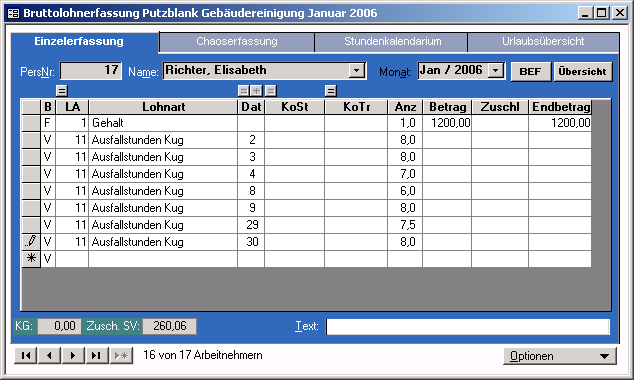 Bruttolohnerfassung Putzblank Gebäudereinigung Januar 2006
Einzelerfassung Chaoserfassung Stundenkalendarium Urlaubsübersicht
PersNr: 17 Name: Richter, Elisabeth Monat: Jan / 2006 BEF Übersicht
B LA Lohnart Dat KoSt KoTr Anz Betrag Zuschl Endbetrag
F 1 Gehalt 1,0 1200,00 1200,00
V 11 Ausfallstunden Kug 2 8,0
V 11 Ausfallstunden Kug 3 8,0
V 11 Ausfallstunden Kug 4 7,0
V 11 Ausfallstunden Kug 8 6,0
V 11 Ausfallstunden Kug 9 8,0
V 11 Ausfallstunden Kug 29 7,5
V 11 Ausfallstunden Kug 30 8,0
V
KG: 0,00 Zusch. SV: 260,06 Text:
16 von 17 Arbeitnehmern Optionen